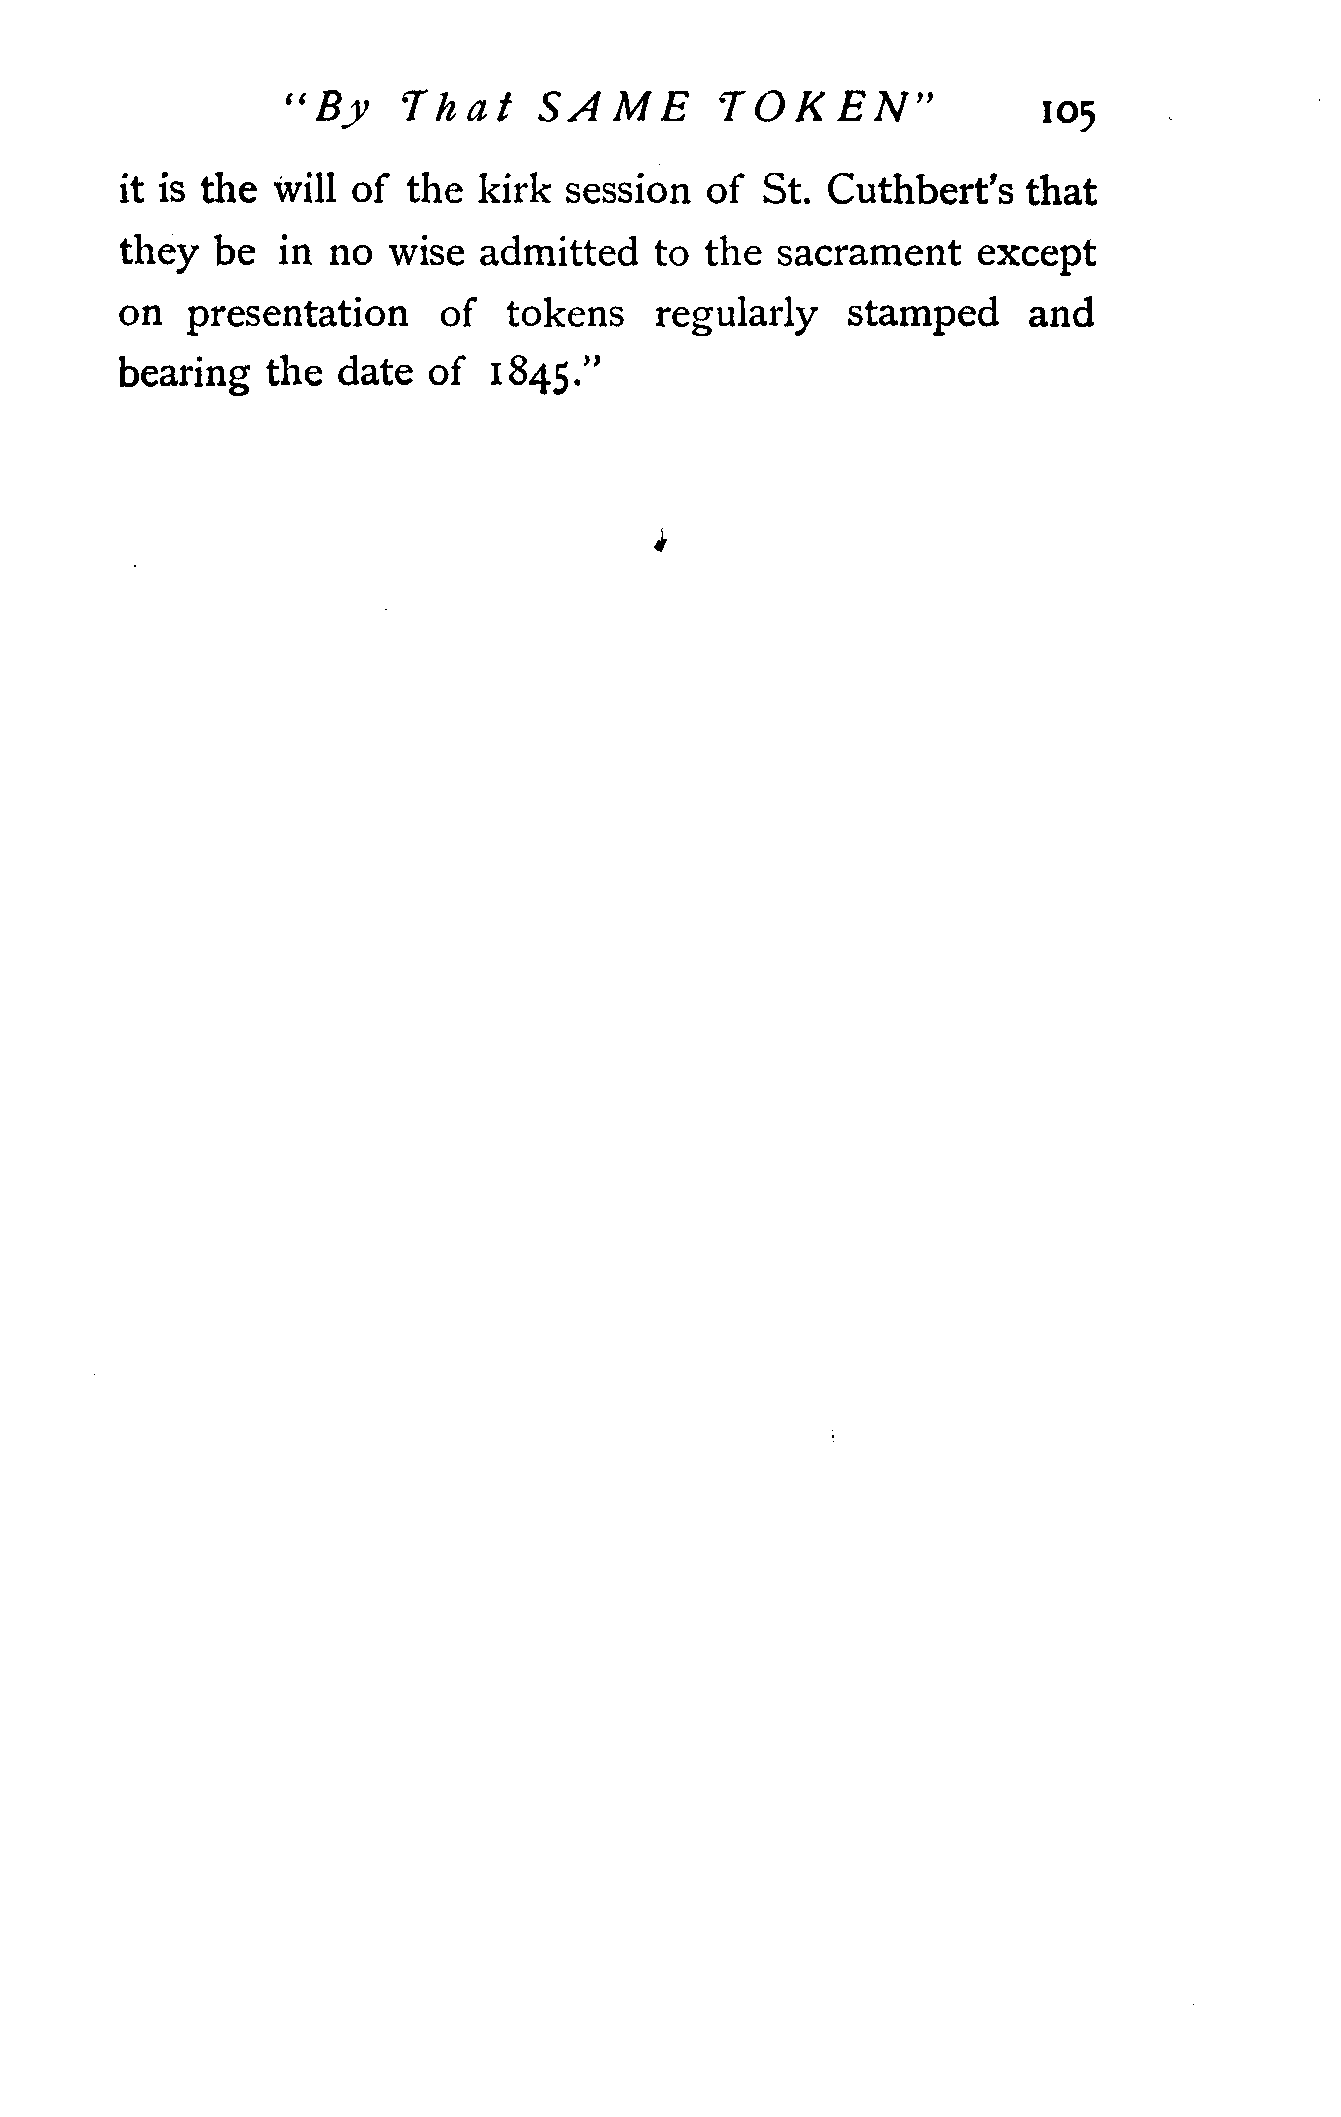 "By That SAME TOKEN" 105
it is the will of the kirk session of St. Cuthbert's that
they be in no wise admitted to the sacrament except
on presentation of tokens regularly stamped and
bearing the date of 1845."